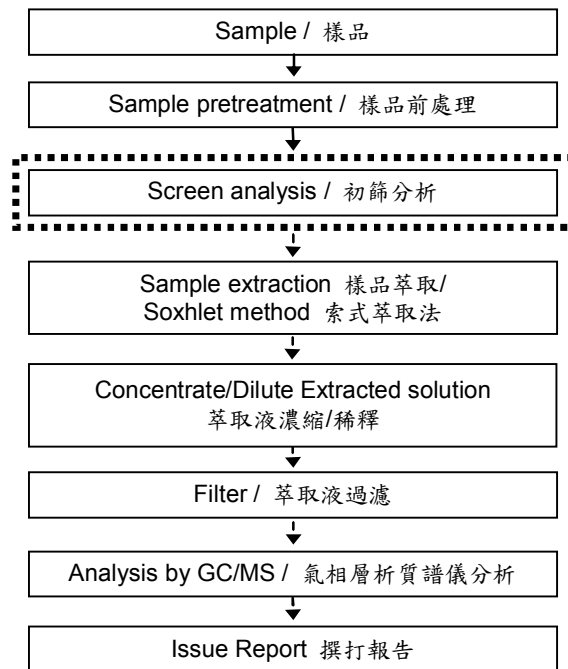 Sample / 樣品
Sample pretreatment / 樣品前處理
Screen analysis / 初篩分析
Sample extraction 樣品萃取/
Soxhlet method 索式萃取法
Concentrate/Dilute Extracted solution
萃取液濃縮/稀釋
Filter / 萃取液過濾
Analysis by GC/MS / 氣相層析質譜儀分析
Issue Report 撰打報告